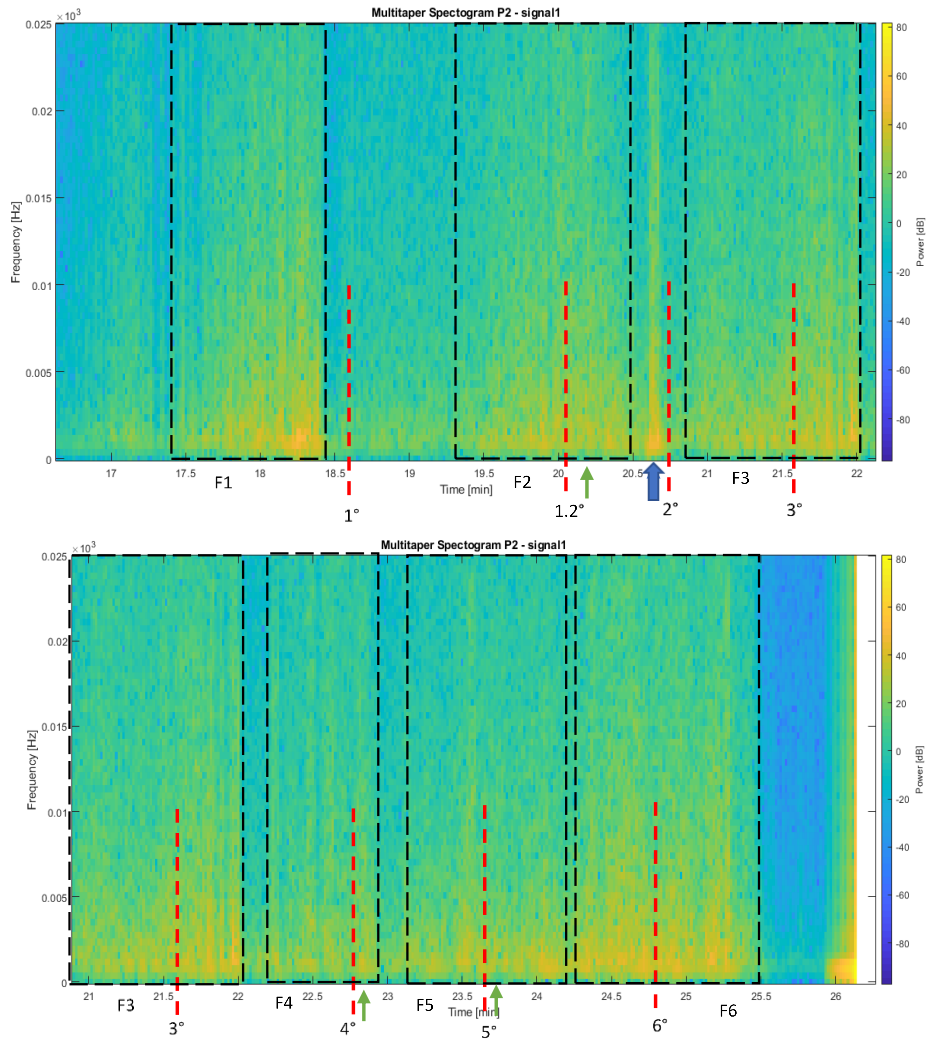 Multitaper Spectogram P2 - signal1
×10³
0.025
0.02
0.015
0.01
0.005
0
Frequency [Hz]
17 17.5 18 18.5 19 19.5 20 20.5 21 21.5 22
Time [min]
80
60
40
20
0
-20
-40
-60
-80
Power [dB]
F1 F2 F3
1° 1.2° 2° 3°
Multitaper Spectogram P2 - signal1
×10³
0.025
0.02
0.015
0.01
0.005
0
Frequency [Hz]
21 21.5 22 22.5 23 23.5 24 24.5 25 25.5 26
Time [min]
80
60
40
20
0
-20
-40
-60
-80
Power [dB]
F3 F4 F5 F6
3° 4° 5° 6°